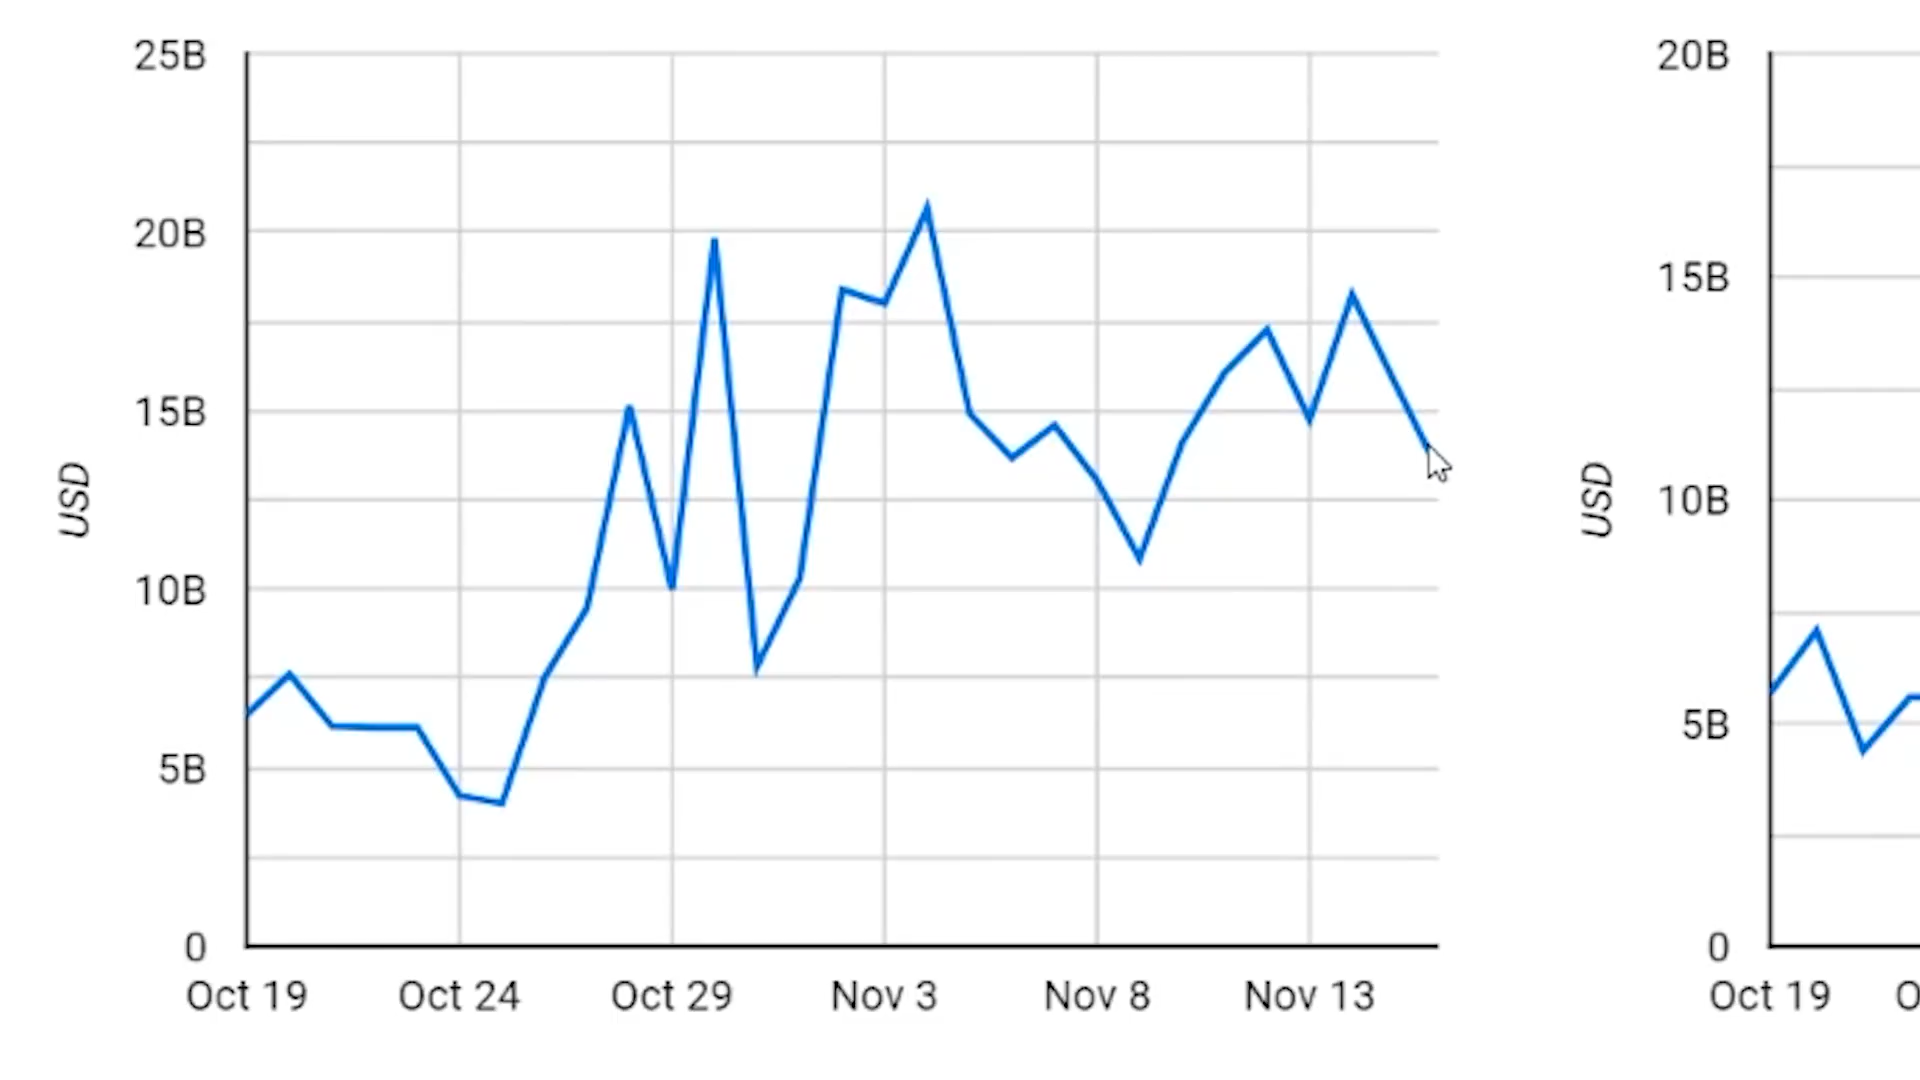 25B
20B
15B
10B
5B
0
USD
Oct 19
Oct 24
Oct 29
Nov 3
Nov 8
Nov 13
20B
15B
10B
5B
0
USD
Oct 19
O